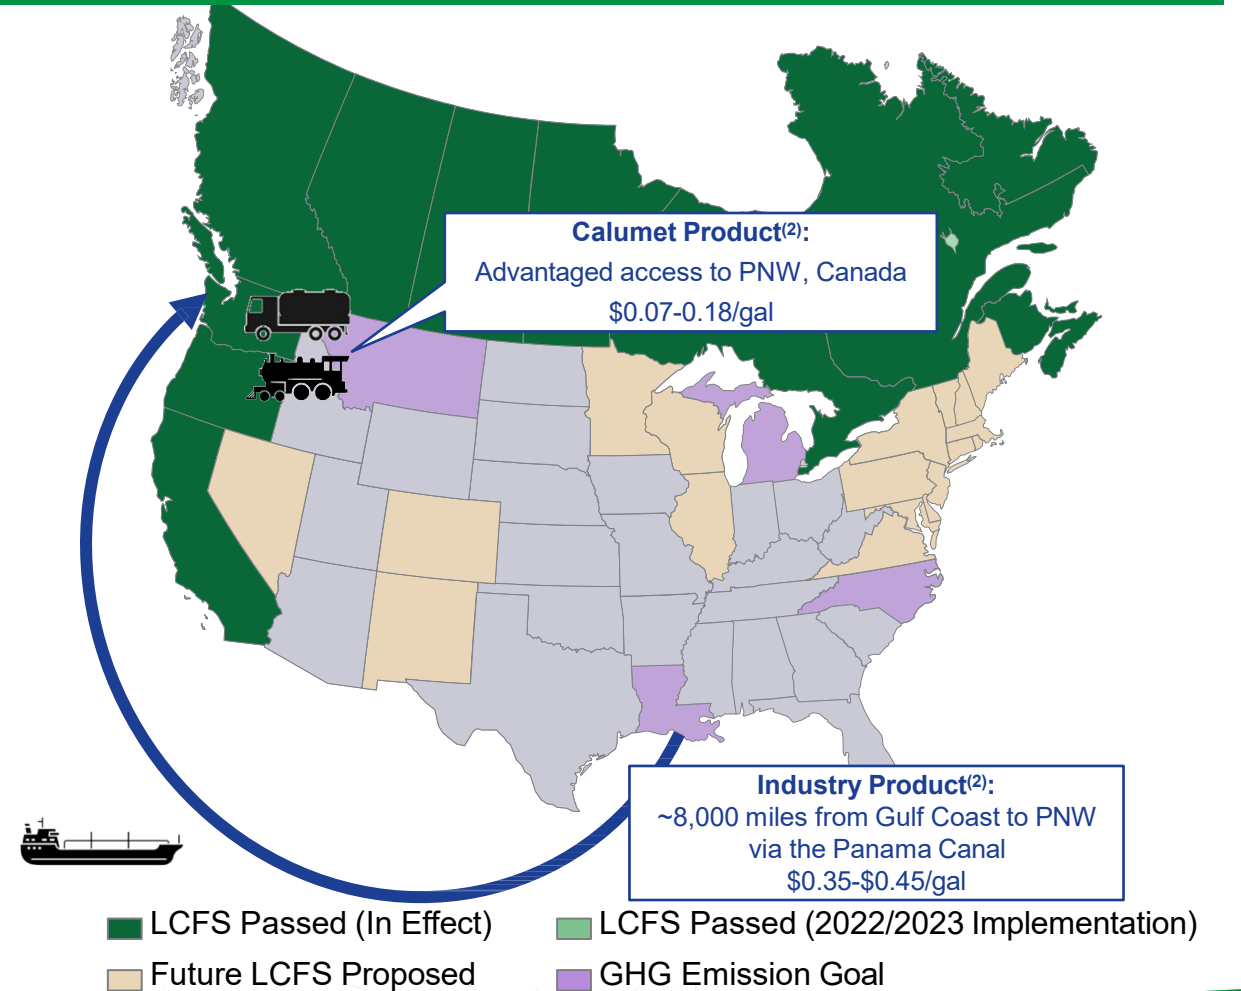 Calumet Product(2):
Advantaged access to PNW, Canada
$0.07-0.18/gal
Industry Product(2):
~8,000 miles from Gulf Coast to PNW
via the Panama Canal
$0.35-$0.45/gal
LCFS Passed (In Effect)
LCFS Passed (2022/2023 Implementation)
Future LCFS Proposed
GHG Emission Goal